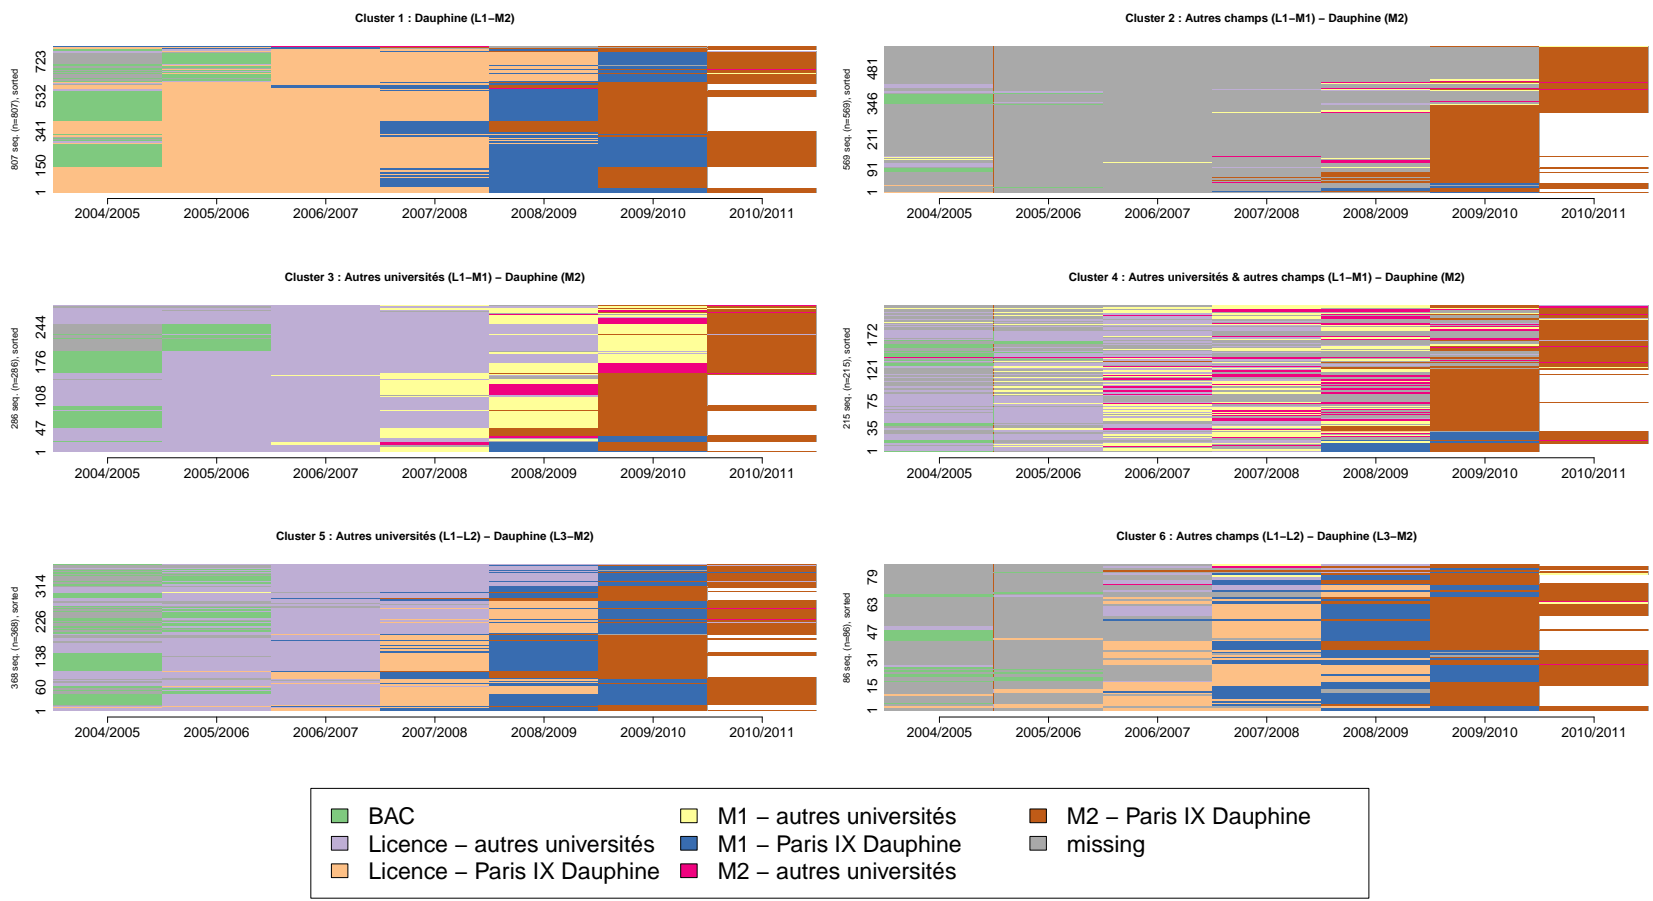 Cluster 1 : Dauphine (L1−M2)
807 seq. (n=807), sorted
1 150 341 532 723
2004/2005 2005/2006 2006/2007 2007/2008 2008/2009 2009/2010 2010/2011
Cluster 2 : Autres champs (L1−M1) − Dauphine (M2)
569 seq. (n=569), sorted
1 91 211 346 481
2004/2005 2005/2006 2006/2007 2007/2008 2008/2009 2009/2010 2010/2011
Cluster 3 : Autres universités (L1−M1) − Dauphine (M2)
286 seq. (n=286), sorted
1 47 108 176 244
2004/2005 2005/2006 2006/2007 2007/2008 2008/2009 2009/2010 2010/2011
Cluster 4 : Autres universités & autres champs (L1−M1) − Dauphine (M2)
215 seq. (n=215), sorted
1 35 75 121 172
2004/2005 2005/2006 2006/2007 2007/2008 2008/2009 2009/2010 2010/2011
Cluster 5 : Autres universités (L1−L2) − Dauphine (L3−M2)
368 seq. (n=368), sorted
1 60 138 226 314
2004/2005 2005/2006 2006/2007 2007/2008 2008/2009 2009/2010 2010/2011
Cluster 6 : Autres champs (L1−L2) − Dauphine (L3−M2)
86 seq. (n=86), sorted
1 15 31 47 63 79
2004/2005 2005/2006 2006/2007 2007/2008 2008/2009 2009/2010 2010/2011
BAC
Licence − autres universités
Licence − Paris IX Dauphine
M1 − autres universités
M1 − Paris IX Dauphine
M2 − autres universités
M2 − Paris IX Dauphine
missing